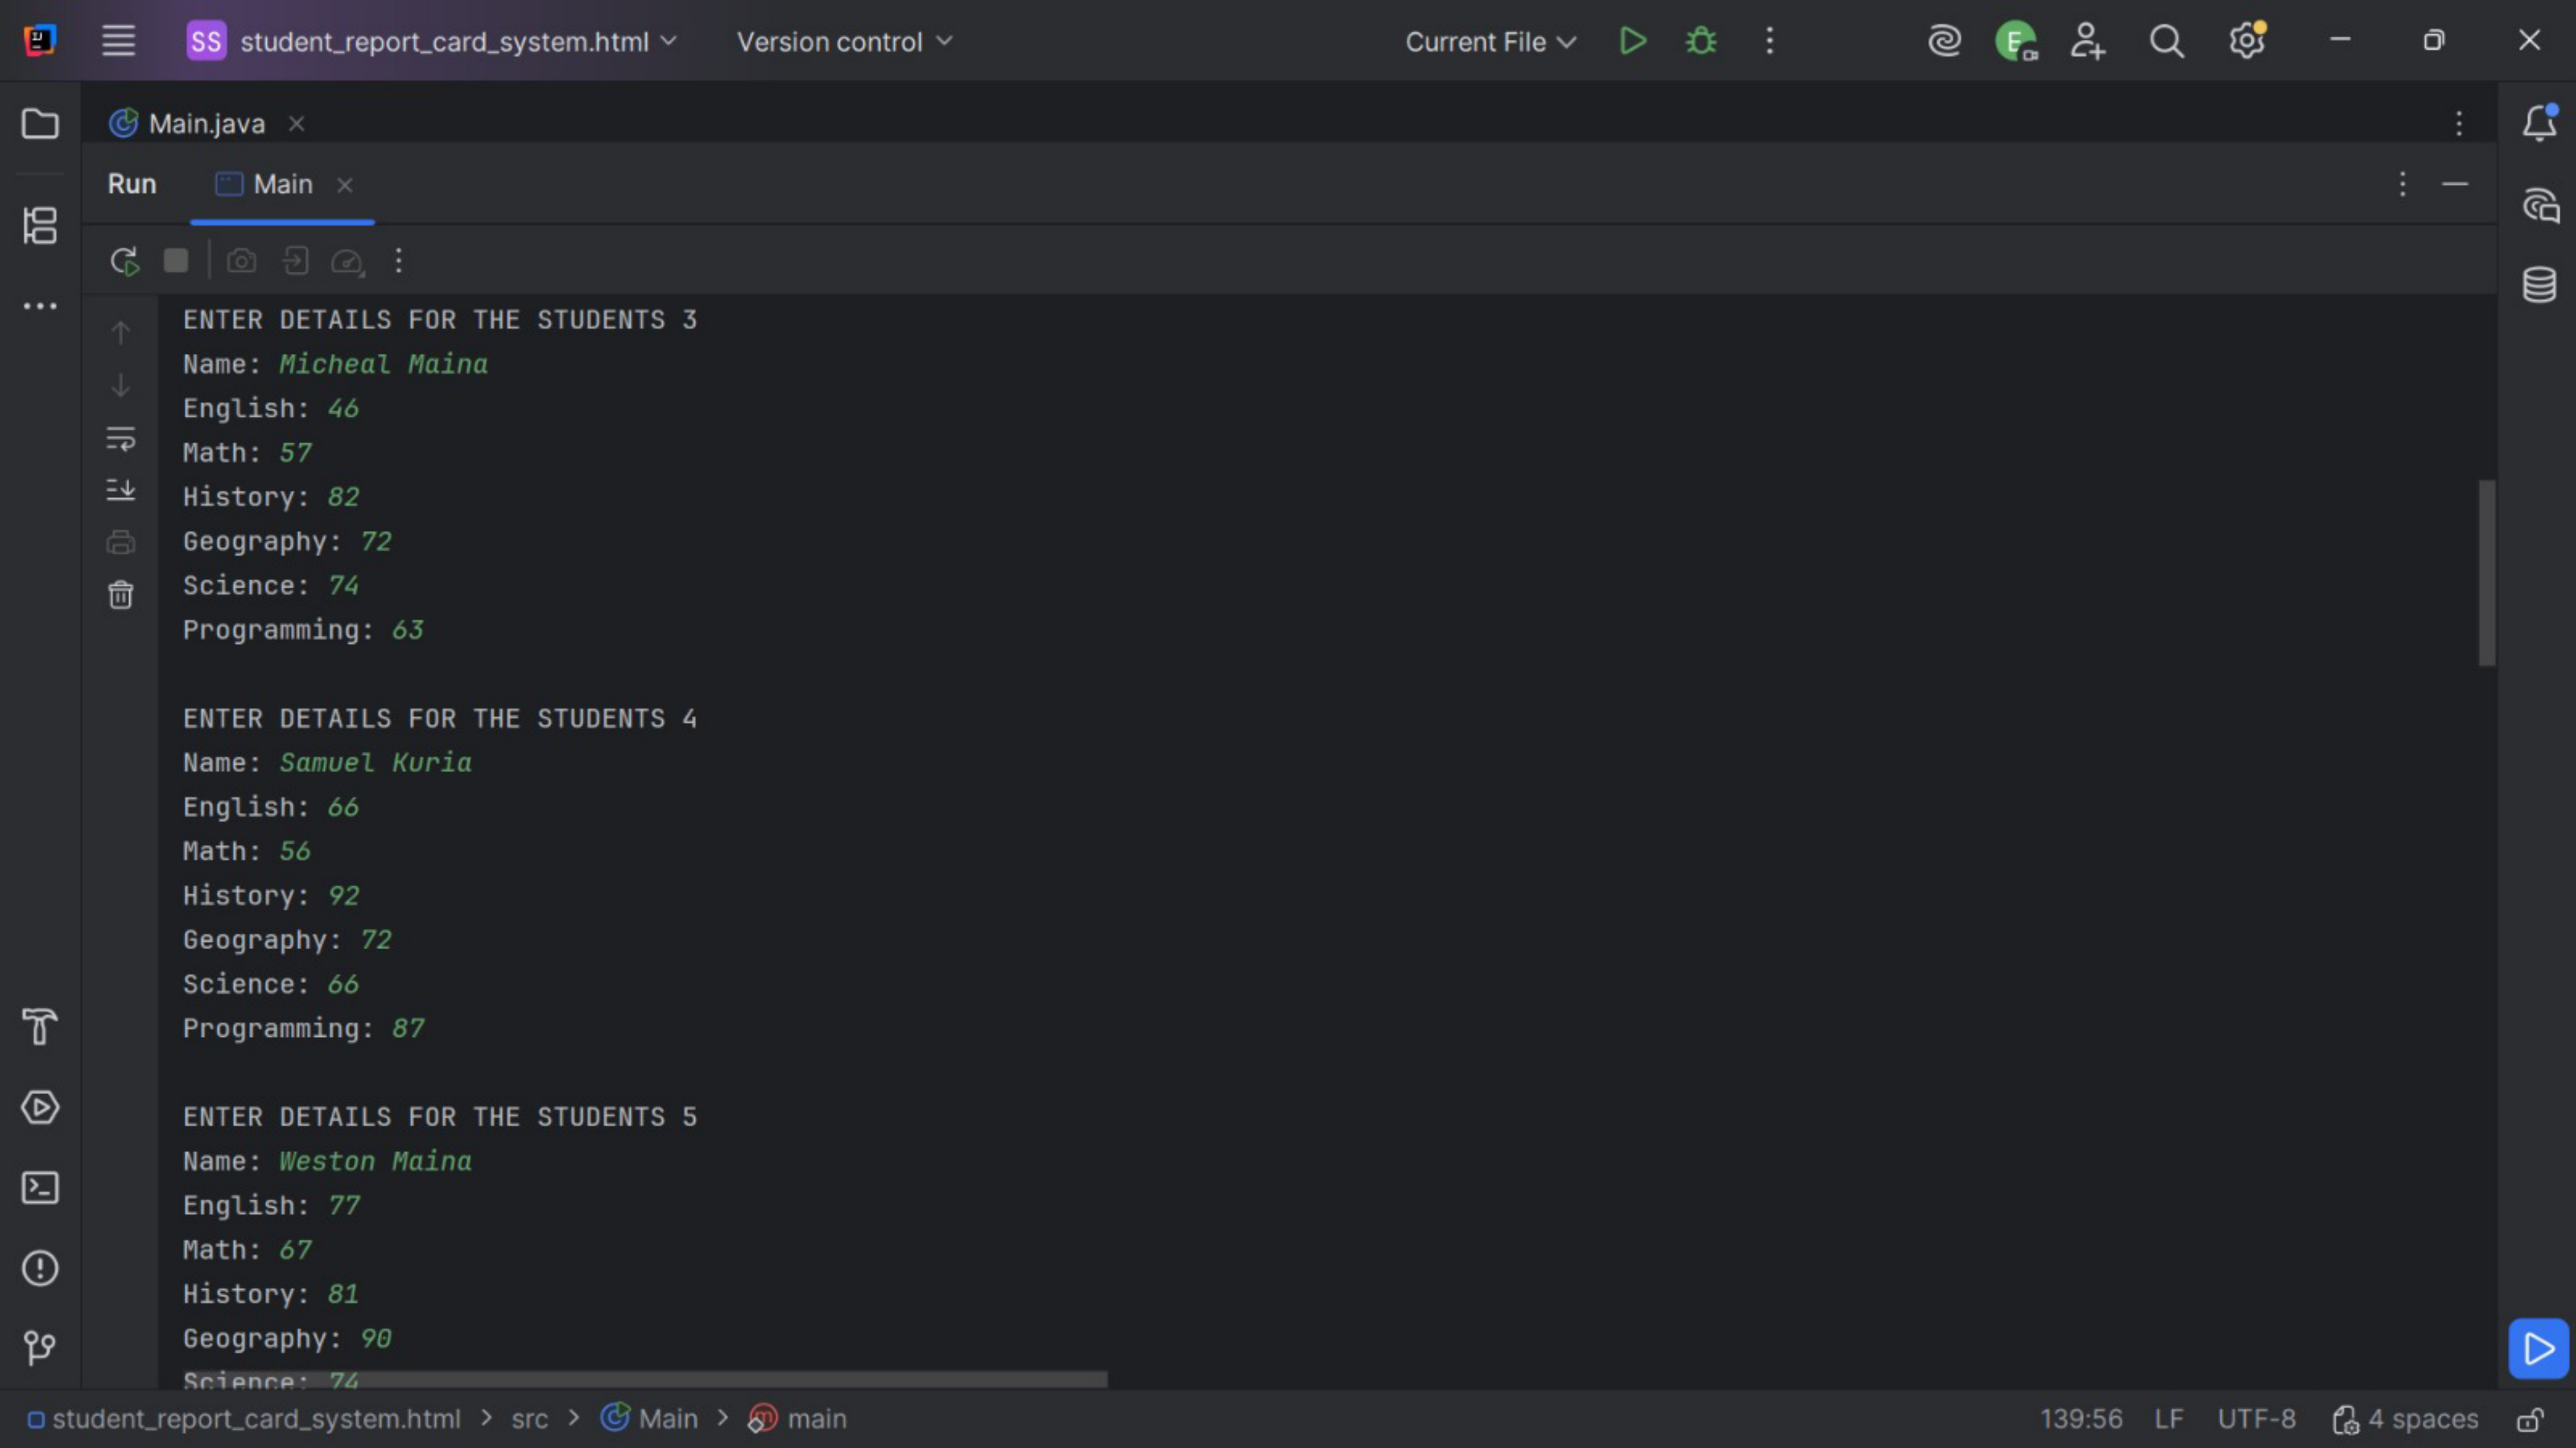 SS student_report_card_system.html Version control Current File E
Main.java
Run Main
ENTER DETAILS FOR THE STUDENTS 3
Name: Micheal Maina
English: 46
Math: 57
History: 82
Geography: 72
Science: 74
Programming: 63
ENTER DETAILS FOR THE STUDENTS 4
Name: Samuel Kuria
English: 66
Math: 56
History: 92
Geography: 72
Science: 66
Programming: 87
ENTER DETAILS FOR THE STUDENTS 5
Name: Weston Maina
English: 77
Math: 67
History: 81
Geography: 90
Science: 74
student_report_card_system.html > src > Main > main 139:56 LF UTF-8 4 spaces